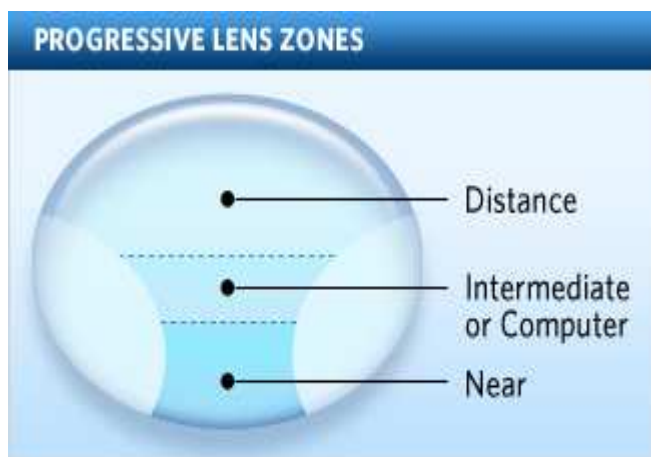 PROGRESSIVE LENS ZONES
Distance
Intermediate
or Computer
Near